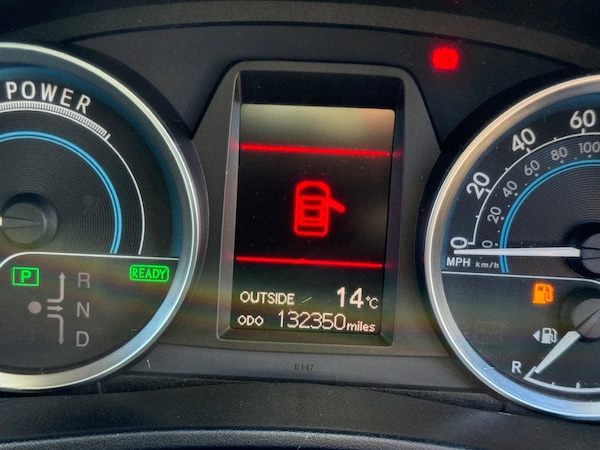 POWER
60
40
80 100
20
60
40
20
0 0
MPH km/h
P
READY
R
N
D
OUTSIDE 14°C
ODO 132350 miles
R
E147